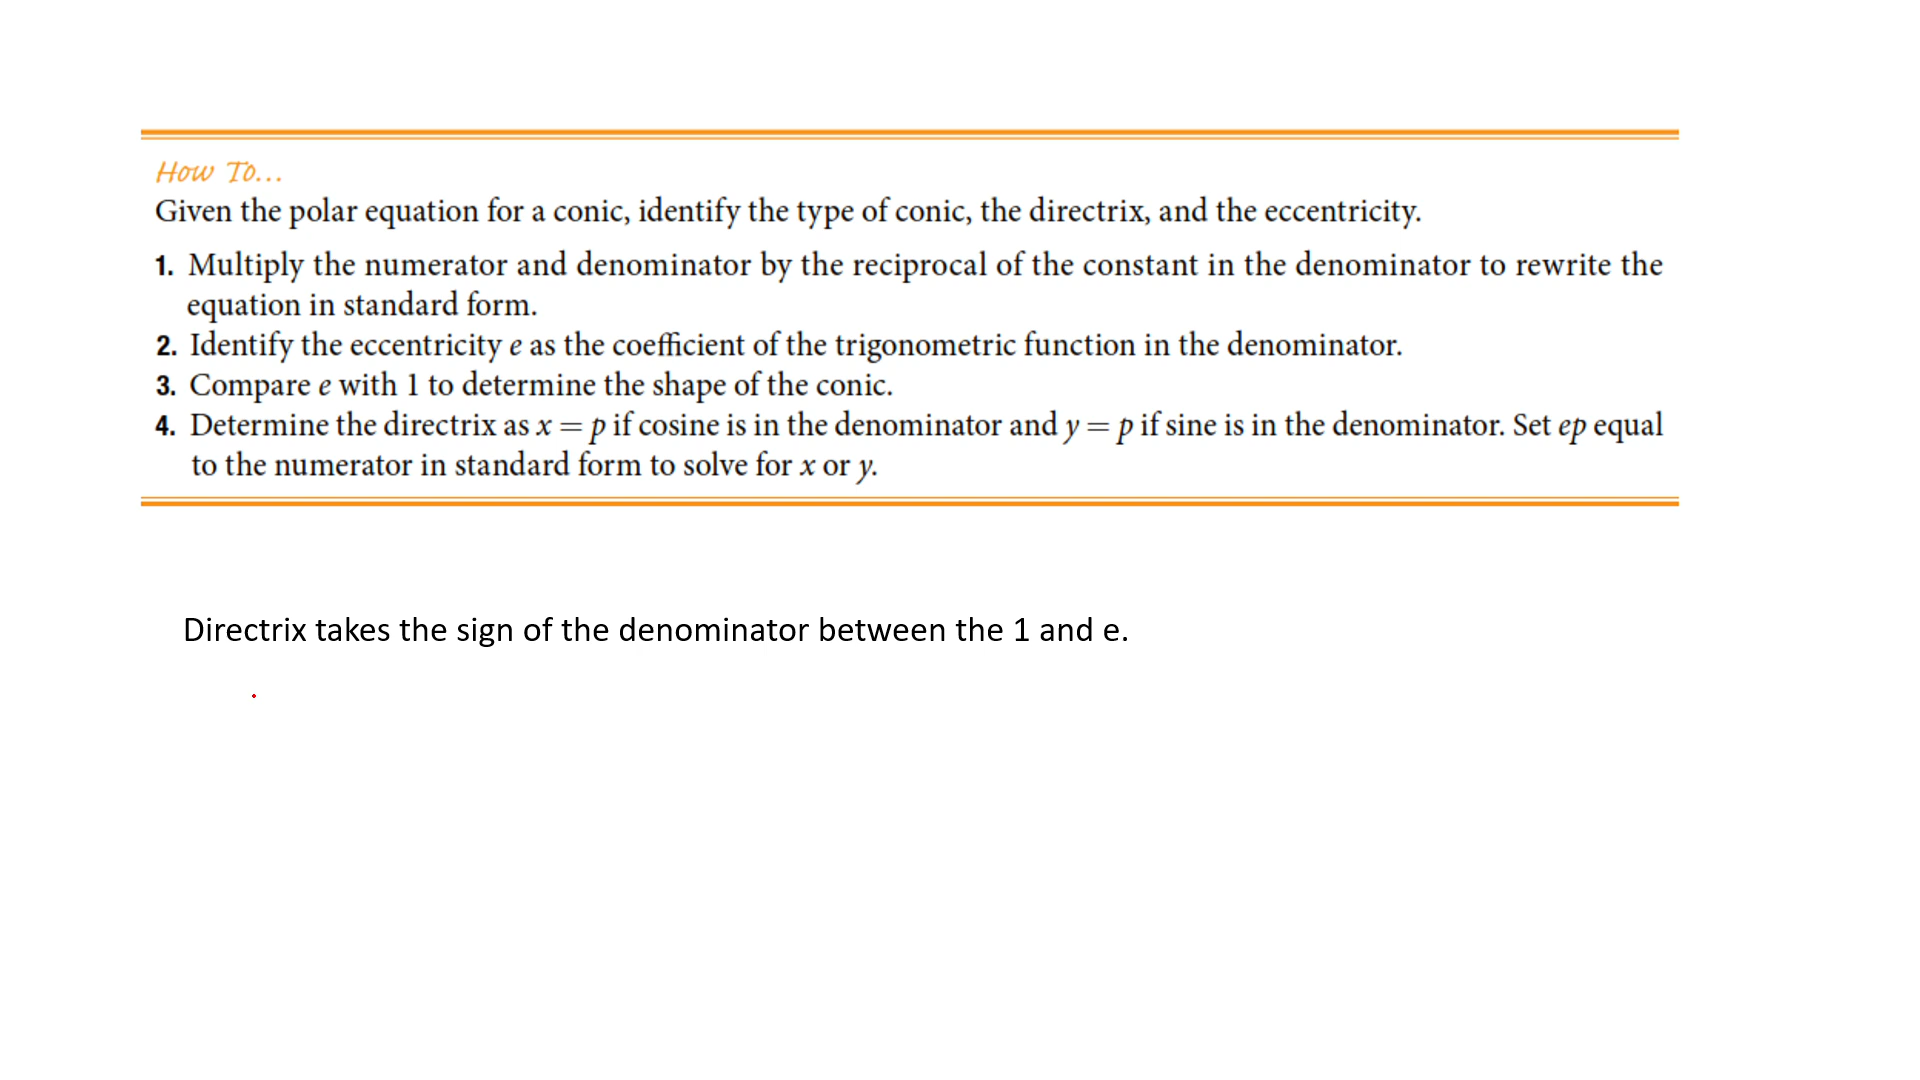 How To...
Given the polar equation for a conic, identify the type of conic, the directrix, and the eccentricity.
1. Multiply the numerator and denominator by the reciprocal of the constant in the denominator to rewrite the
equation in standard form.
2. Identify the eccentricity e as the coefficient of the trigonometric function in the denominator.
3. Compare e with 1 to determine the shape of the conic.
4. Determine the directrix as x = p if cosine is in the denominator and y = p if sine is in the denominator. Set ep equal
to the numerator in standard form to solve for x or y.
Directrix takes the sign of the denominator between the 1 and e.